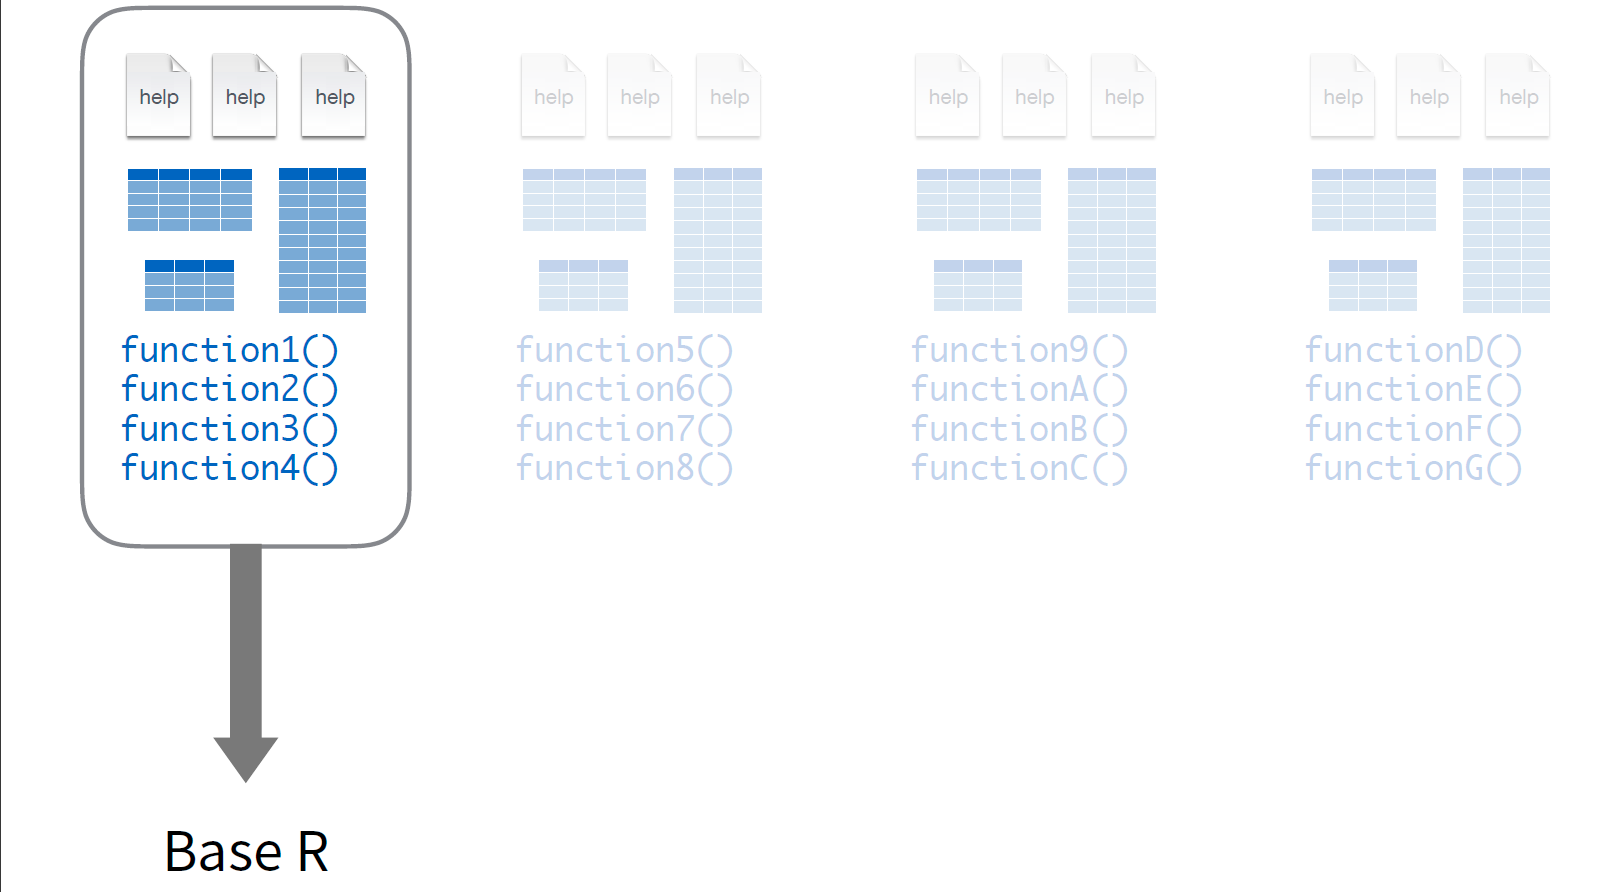 help help help help help help help help help help help help
function1() function5() function9() functionD()
function2() function6() functionA() functionE()
function3() function7() functionB() functionF()
function4() function8() functionC() functionG()
Base R